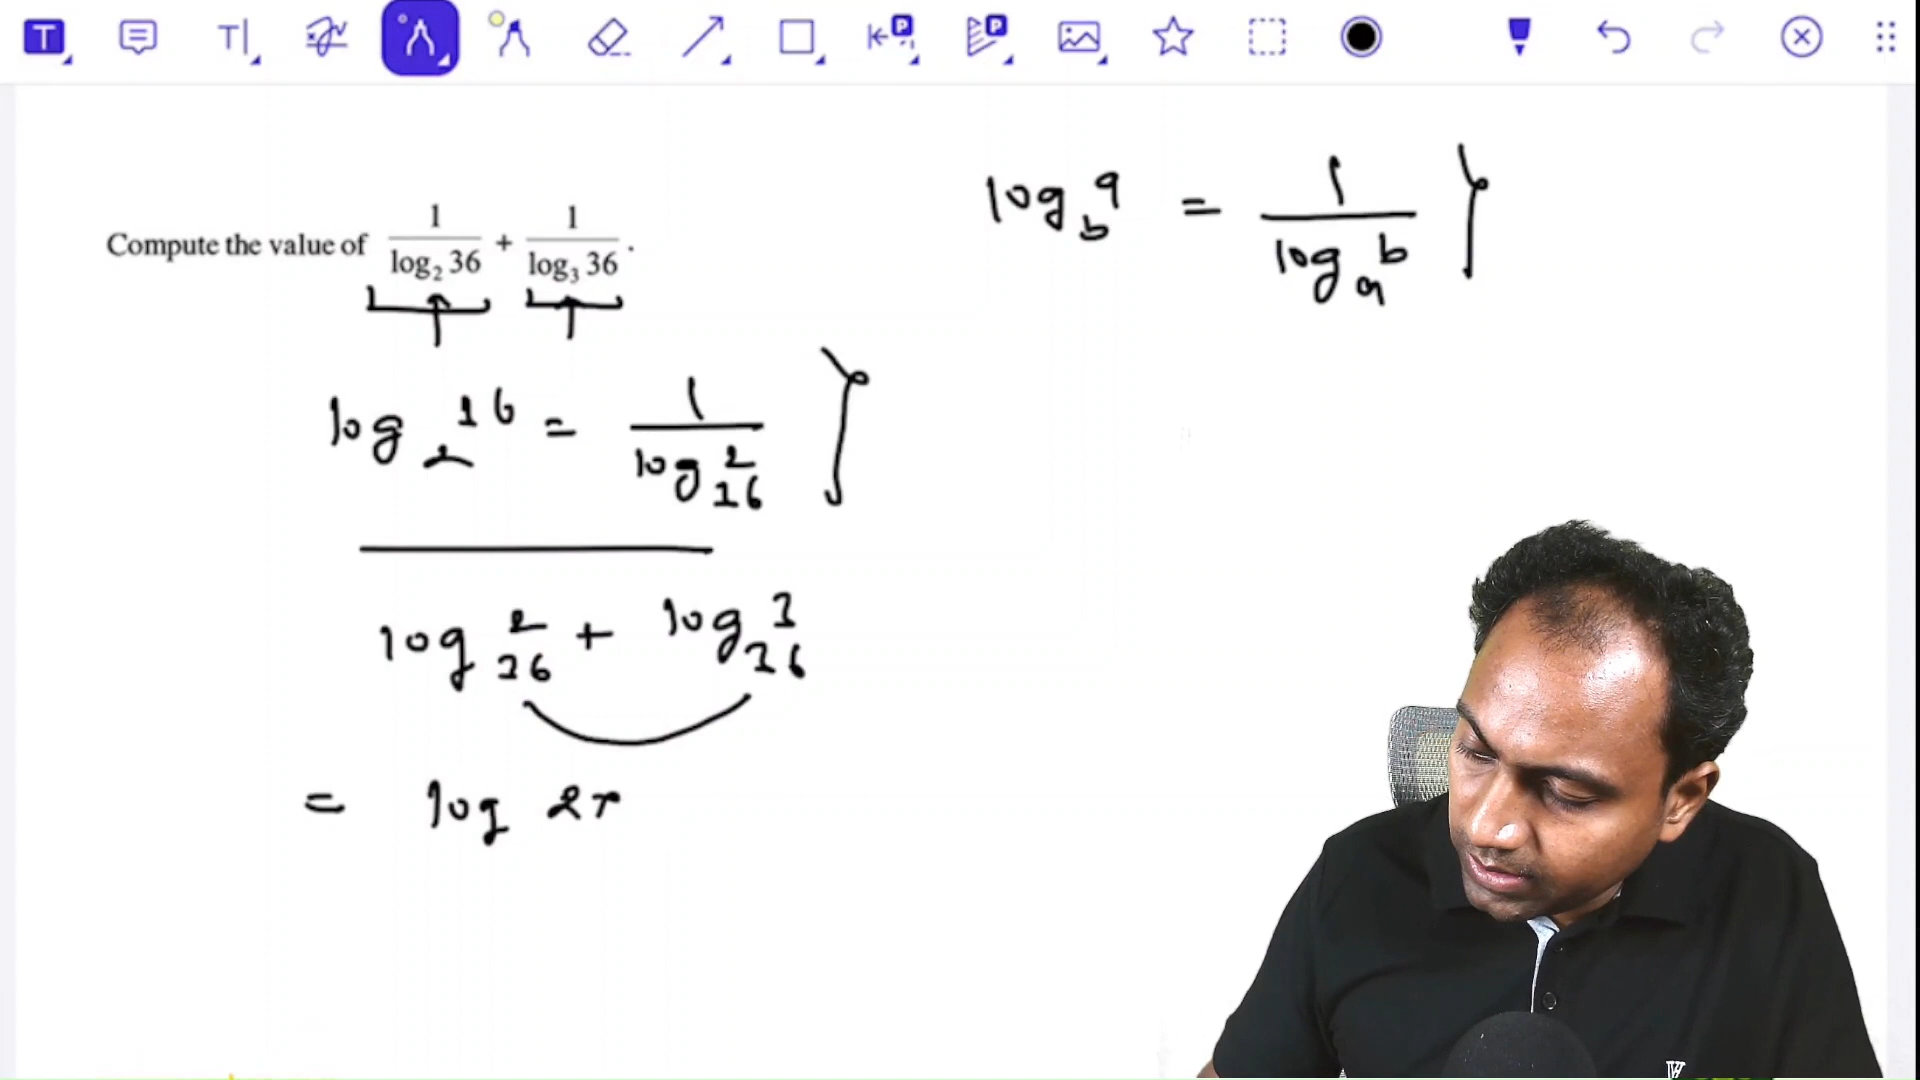 Compute the value of 1/log₂ 36 + 1/log₃ 36 .
log_b a = 1/log_a b
log₂ 36 = 1/log₃₆ 2
log₃₆ 2 + log₃₆ 3
= log 2